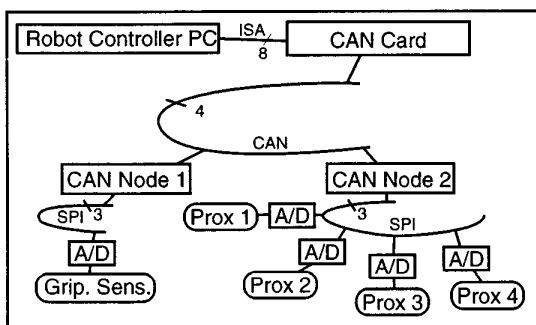 Robot Controller PC
ISA
8
CAN Card
4
CAN
CAN Node 1
CAN Node 2
SPI
3
Prox 1
A/D
3
SPI
A/D
A/D
A/D
A/D
Grip. Sens.
Prox 2
Prox 3
Prox 4